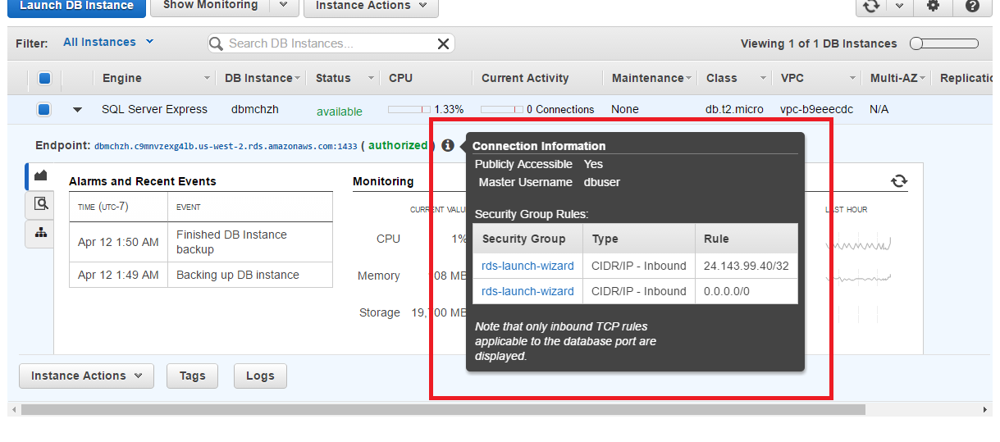 Launch DB Instance Show Monitoring Instance Actions
Filter: All Instances Search DB Instances... Viewing 1 of 1 DB Instances
Engine DB Instance Status CPU Current Activity Maintenance Class VPC Multi-AZ Replicatio
SQL Server Express dbmchzh available 1.33% 0 Connections None db.t2.micro vpc-b9eeecdc N/A
Endpoint: dbmchzh.c9mnvzexg4lb.us-west-2.rds.amazonaws.com:1433 ( authorized )
Alarms and Recent Events
TIME (UTC-7) EVENT
Apr 12 1:50 AM Finished DB Instance
backup
Apr 12 1:49 AM Backing up DB instance
Monitoring
CURRENT VALU LAST HOUR
CPU 1%
Memory 108 MB
Storage 19,700 MB
Connection Information
Publicly Accessible Yes
Master Username dbuser
Security Group Rules:
Security Group Type Rule
rds-launch-wizard CIDR/IP - Inbound 24.143.99.40/32
rds-launch-wizard CIDR/IP - Inbound 0.0.0.0/0
Note that only inbound TCP rules
applicable to the database port are
displayed.
Instance Actions Tags Logs